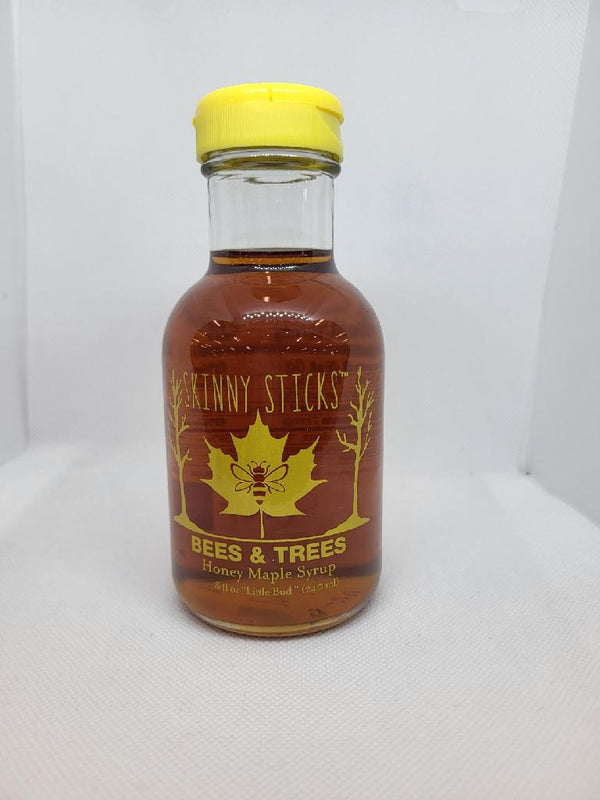 SKINNY STICKS™
BEES & TREES
Honey Maple Syrup
8 fl oz "Little Bud" (240 ml)